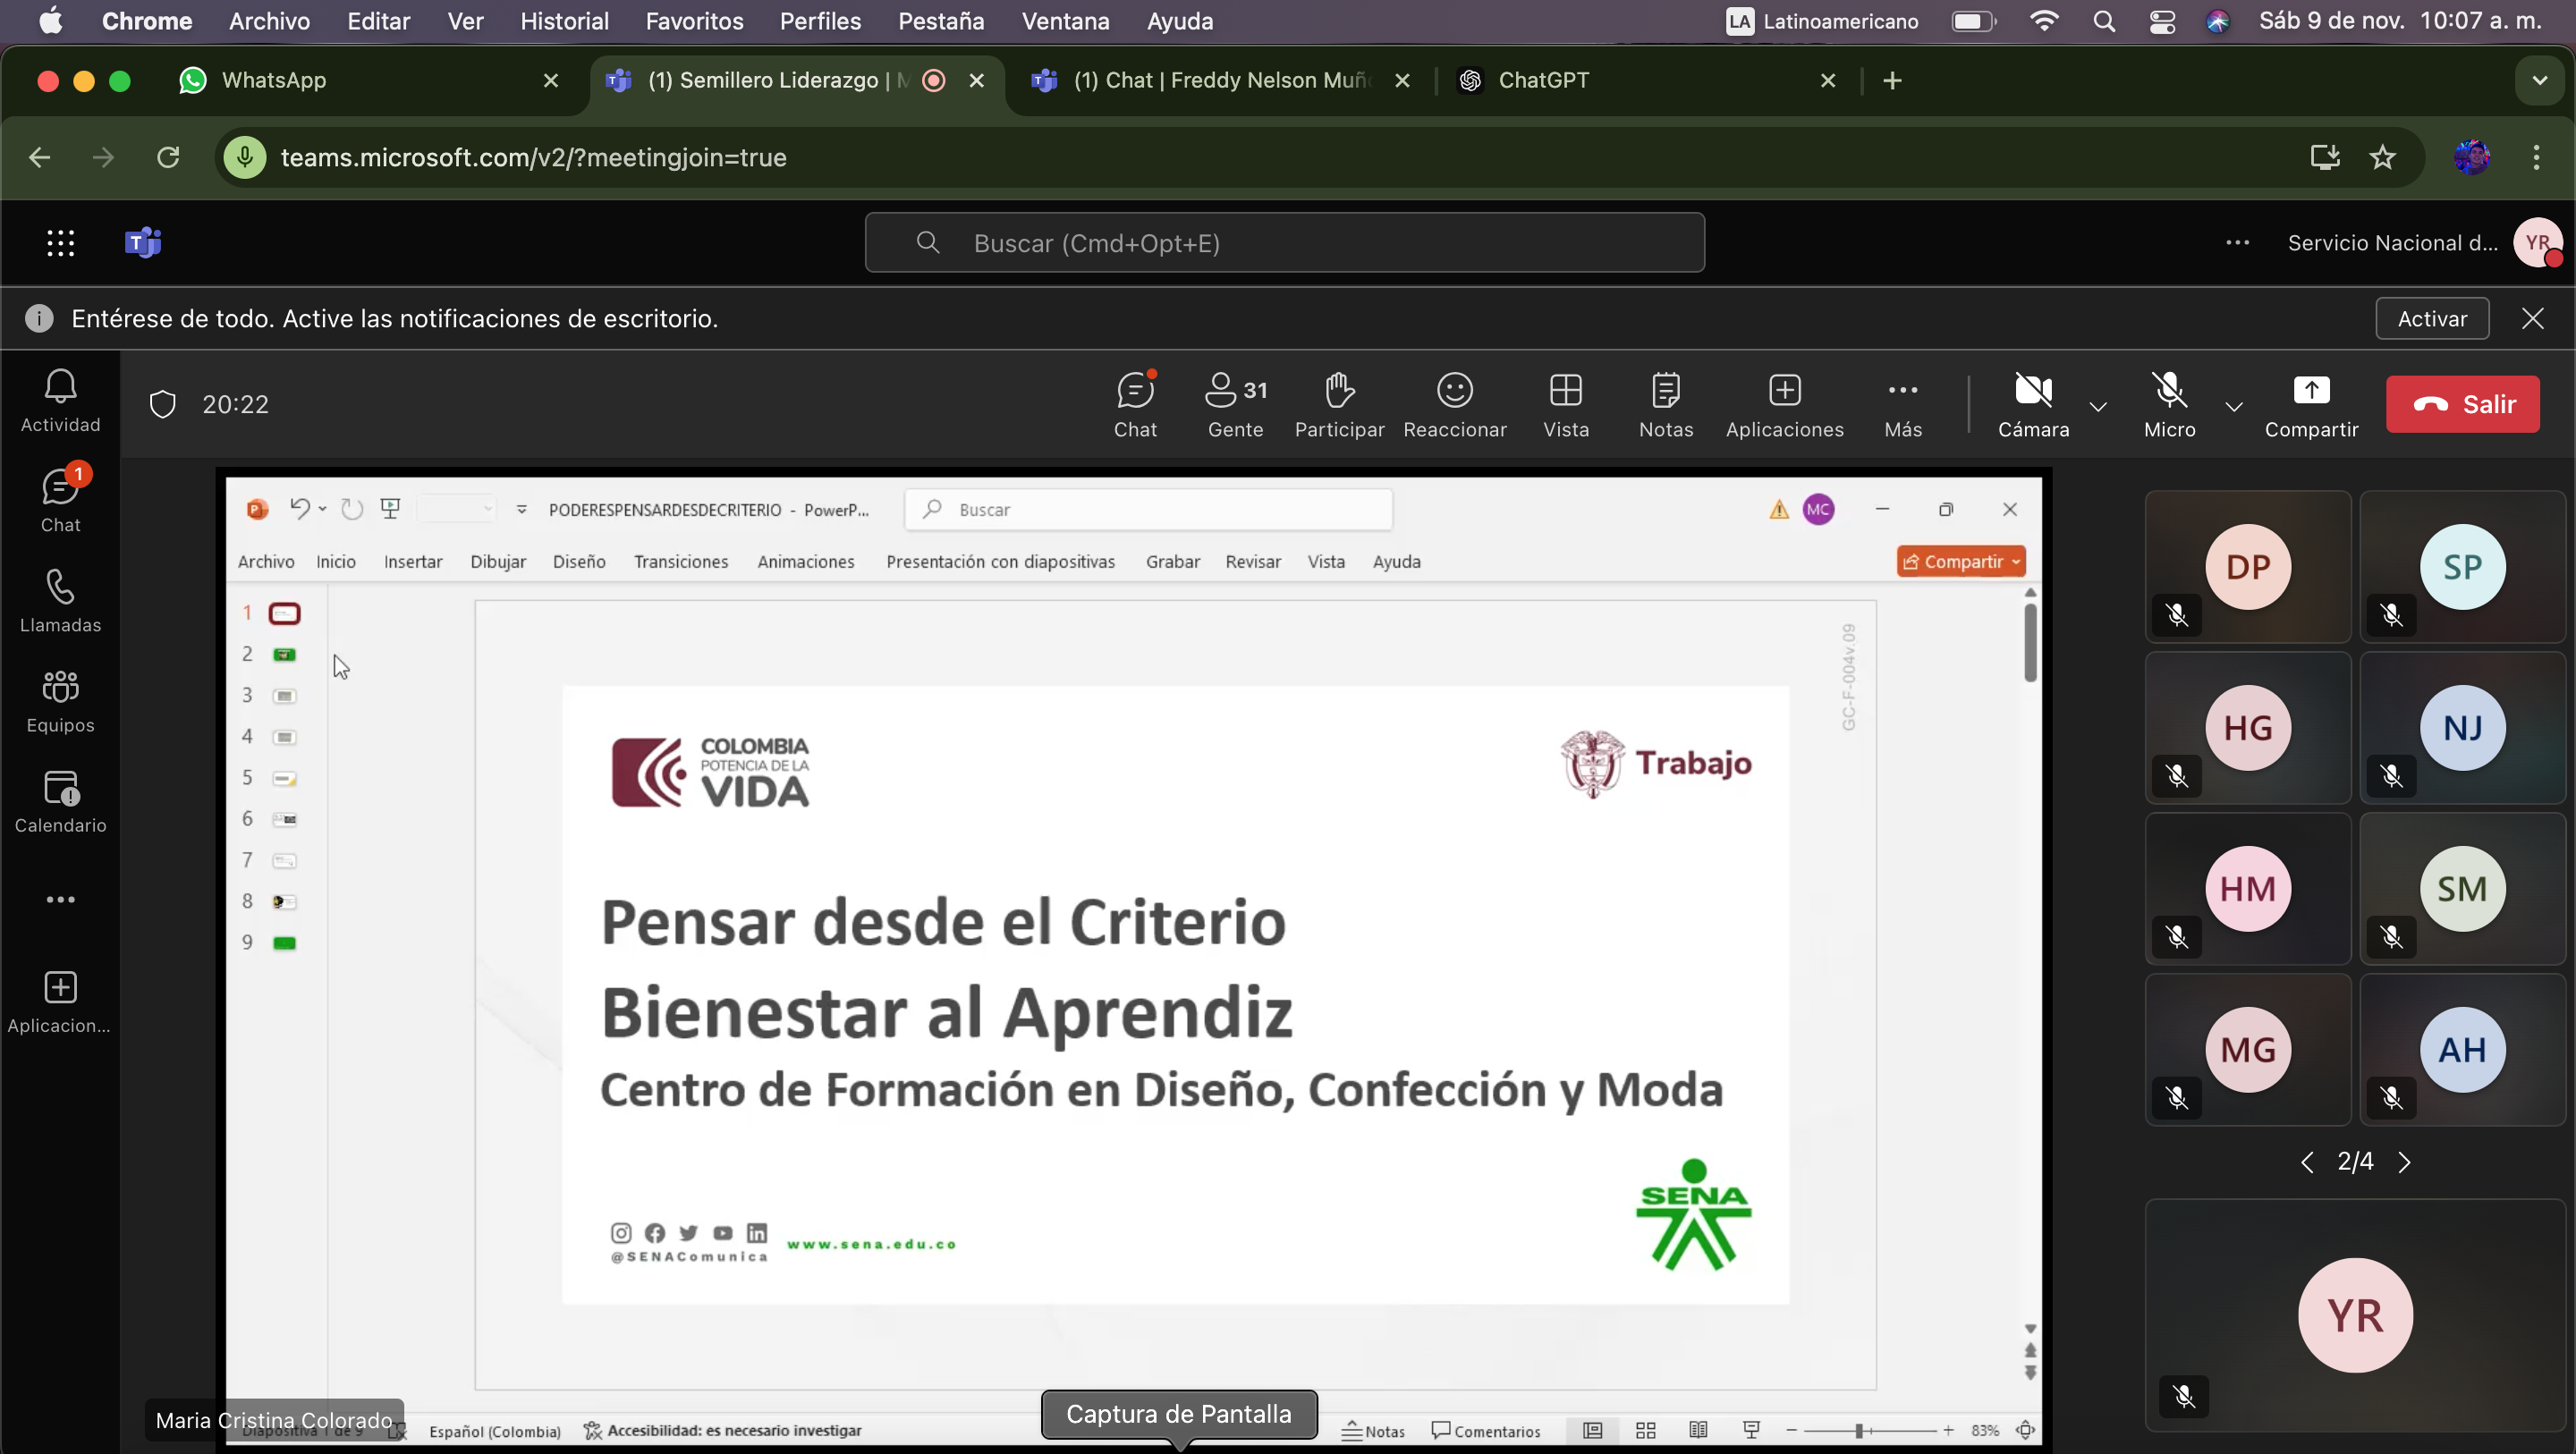 Chrome Archivo Editar Ver Historial Favoritos Perfiles Pestaña Ventana Ayuda LA Latinoamericano Sáb 9 de nov. 10:07 a. m.
WhatsApp (1) Semillero Liderazgo | M (1) Chat | Freddy Nelson Muño ChatGPT
teams.microsoft.com/v2/?meetingjoin=true
Buscar (Cmd+Opt+E) Servicio Nacional d... YR
Entérese de todo. Active las notificaciones de escritorio. Activar
Actividad
1
Chat
Llamadas
Equipos
Calendario
Aplicacion...
20:22 31
Chat Gente Participar Reaccionar Vista Notas Aplicaciones Más Cámara Micro Compartir Salir
PODERESPENSARDESDECRITERIO - PowerP... Buscar MC
Archivo Inicio Insertar Dibujar Diseño Transiciones Animaciones Presentación con diapositivas Grabar Revisar Vista Ayuda Compartir
1
2
3
4
5
6
7
8
9
GC-F-004v.09
COLOMBIA
POTENCIA DE LA
VIDA
Trabajo
Pensar desde el Criterio
Bienestar al Aprendiz
Centro de Formación en Diseño, Confección y Moda
SENA
@SENAComunica
www.sena.edu.co
Maria Cristina Colorado
Diapositiva 1 de 9 Español (Colombia) Accesibilidad: es necesario investigar Notas Comentarios 83%
Captura de Pantalla
DP SP
HG NJ
HM SM
MG AH
2/4
YR